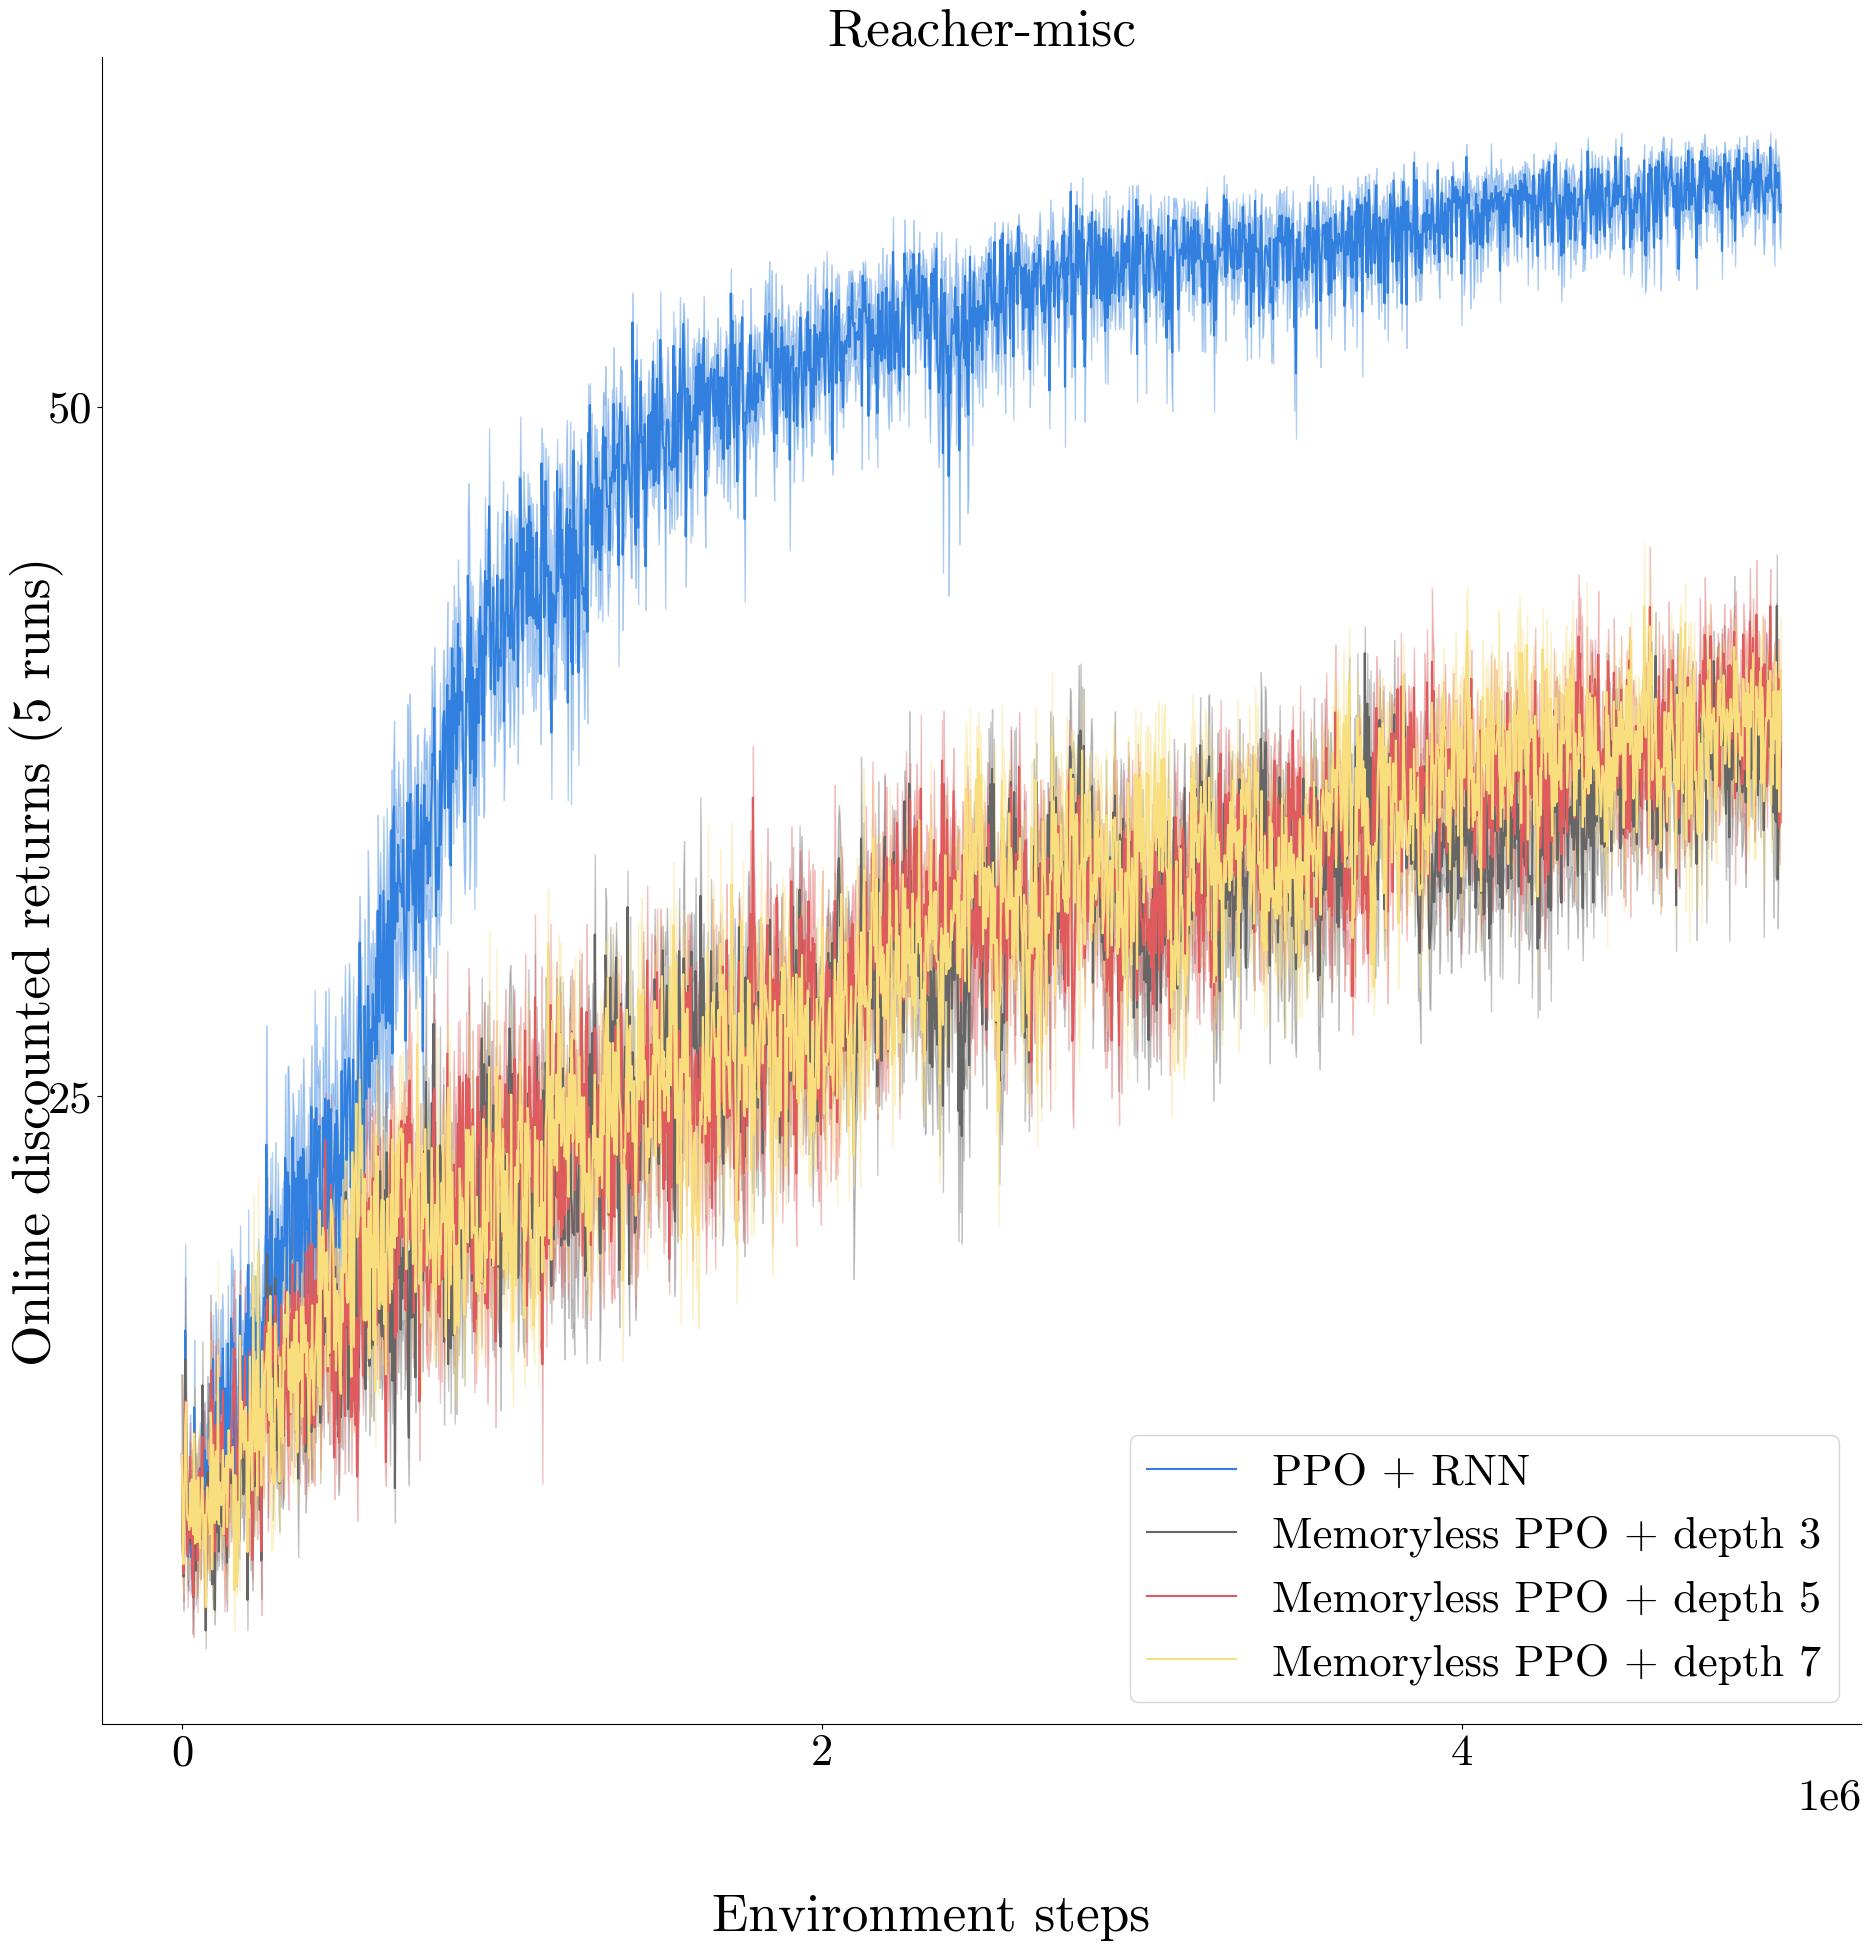 Reacher-misc
Online discounted returns (5 runs)
50
25
PPO + RNN
Memoryless PPO + depth 3
Memoryless PPO + depth 5
Memoryless PPO + depth 7
0
2
4
1e6
Environment steps